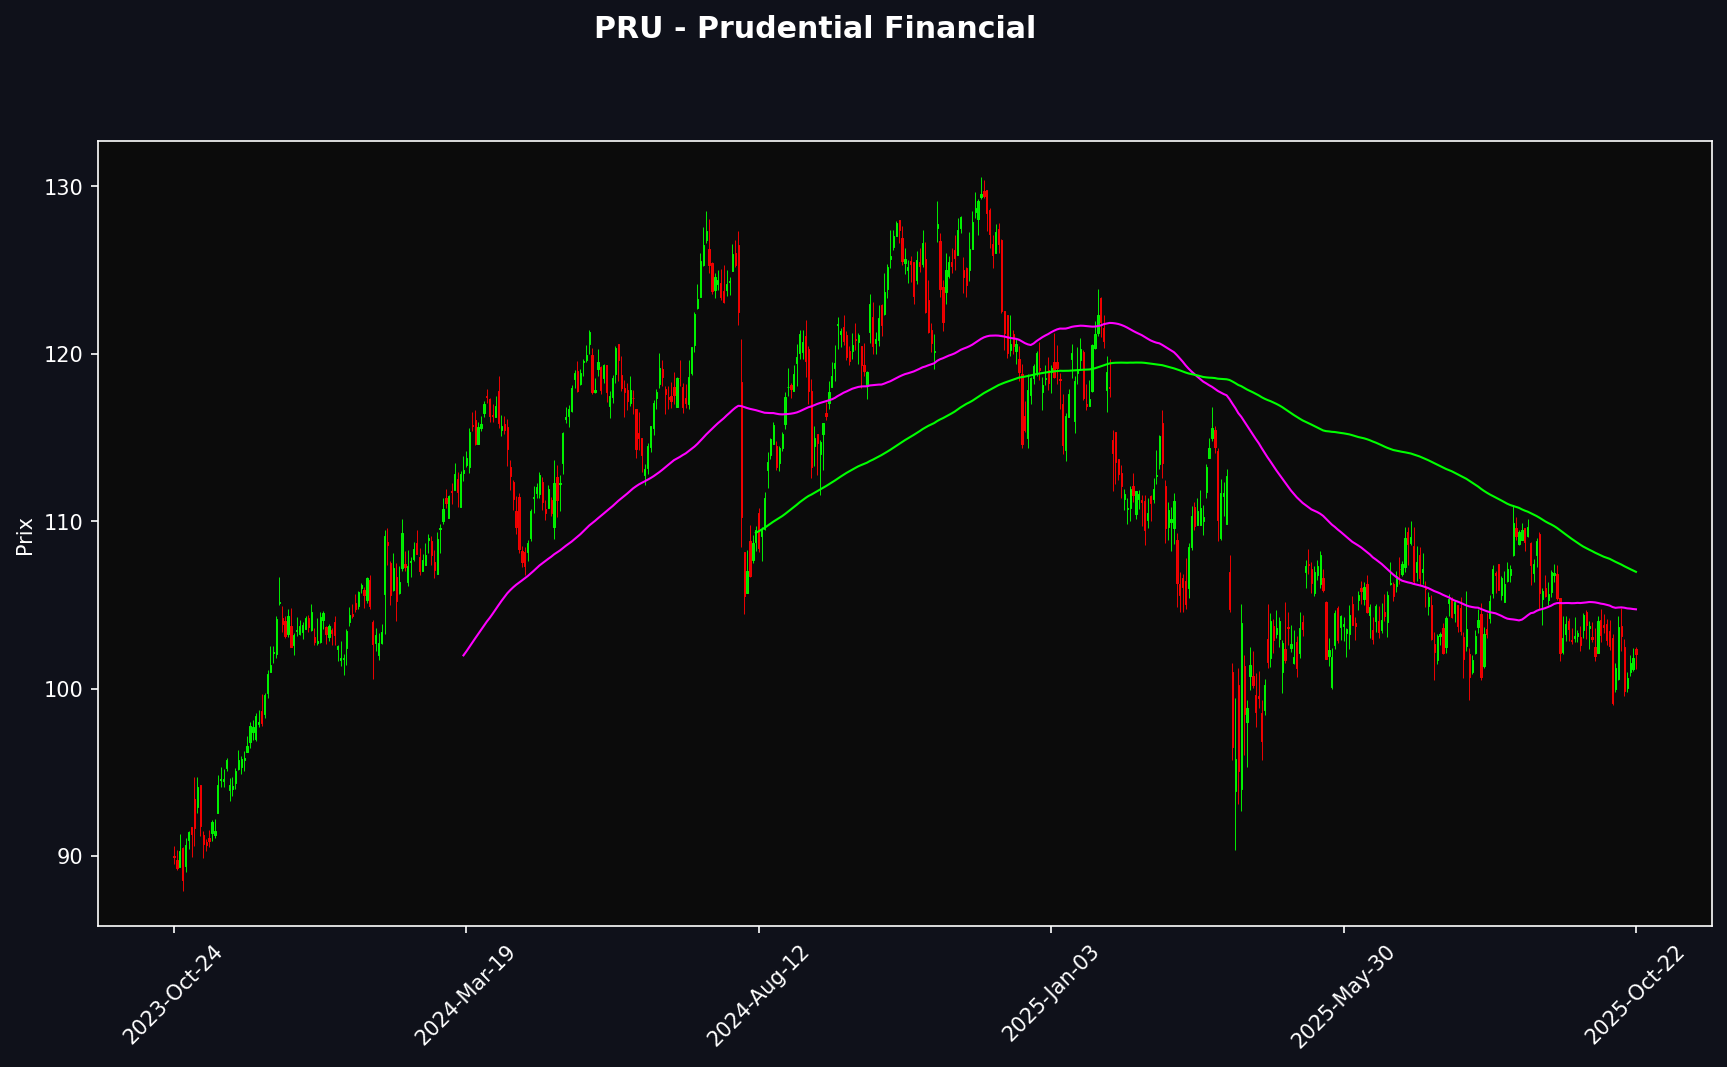 PRU - Prudential Financial
Prix
130
120
110
100
90
2023-Oct-24
2024-Mar-19
2024-Aug-12
2025-Jan-03
2025-May-30
2025-Oct-22